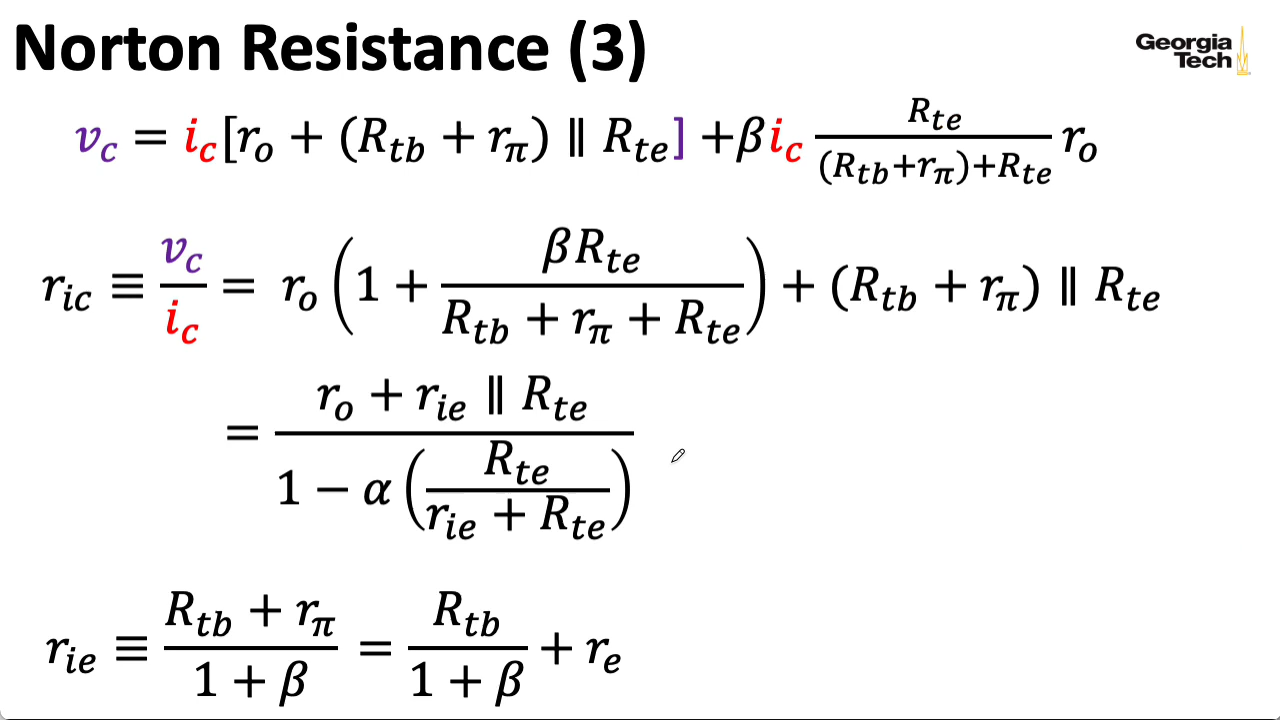 Norton Resistance (3)
Georgia
Tech
v_c = i_c[r_o + (R_tb + r_π) ∥ R_te] +βi_c R_te/((R_tb+r_π)+R_te) r_o
r_ic ≡ v_c/i_c = r_o (1 + βR_te/(R_tb + r_π + R_te)) + (R_tb + r_π) ∥ R_te
= (r_o + r_ie ∥ R_te)/(1 − α (R_te/(r_ie + R_te)))
r_ie ≡ (R_tb + r_π)/(1 + β) = R_tb/(1 + β) + r_e